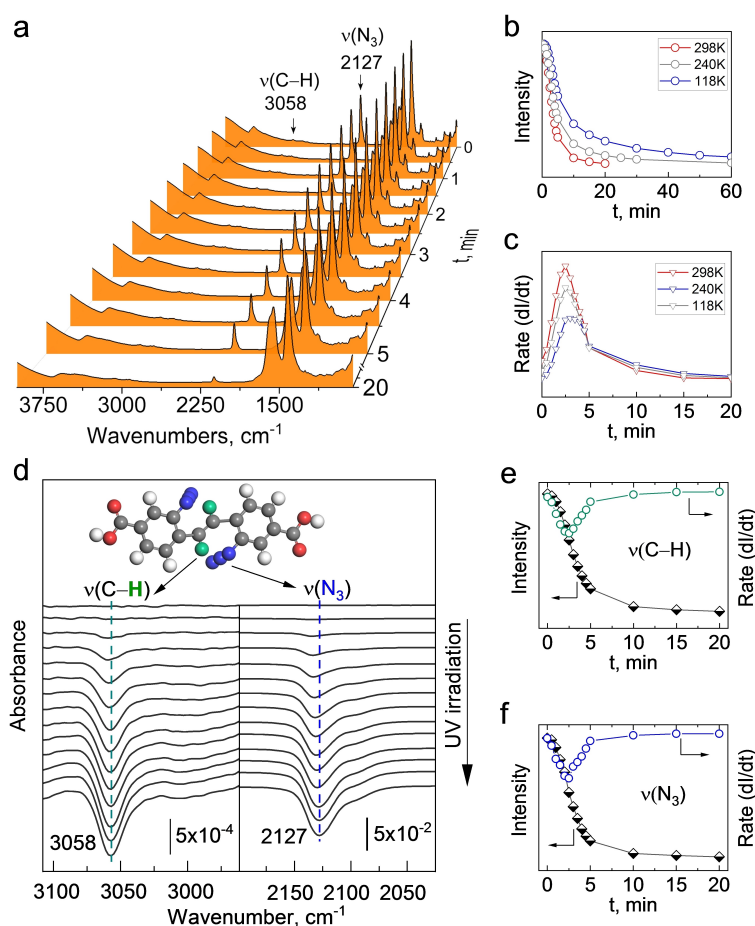 a
ν(N3)
2127
ν(C–H)
3058
0
1
2
3
4
5
20
t, min
3750 3000 2250 1500
Wavenumbers, cm-1
b
Intensity
298K
240K
118K
0 20 40 60
t, min
c
Rate (dI/dt)
298K
240K
118K
0 5 10 15 20
t, min
d
ν(C–H) ν(N3)
Absorbance
UV irradiation
3058 5x10-4 2127 5x10-2
3100 3050 3000 2150 2100 2050
Wavenumber, cm-1
e
Intensity
ν(C–H)
Rate (dI/dt)
0 5 10 15 20
t, min
f
Intensity
ν(N3)
Rate (dI/dt)
0 5 10 15 20
t, min